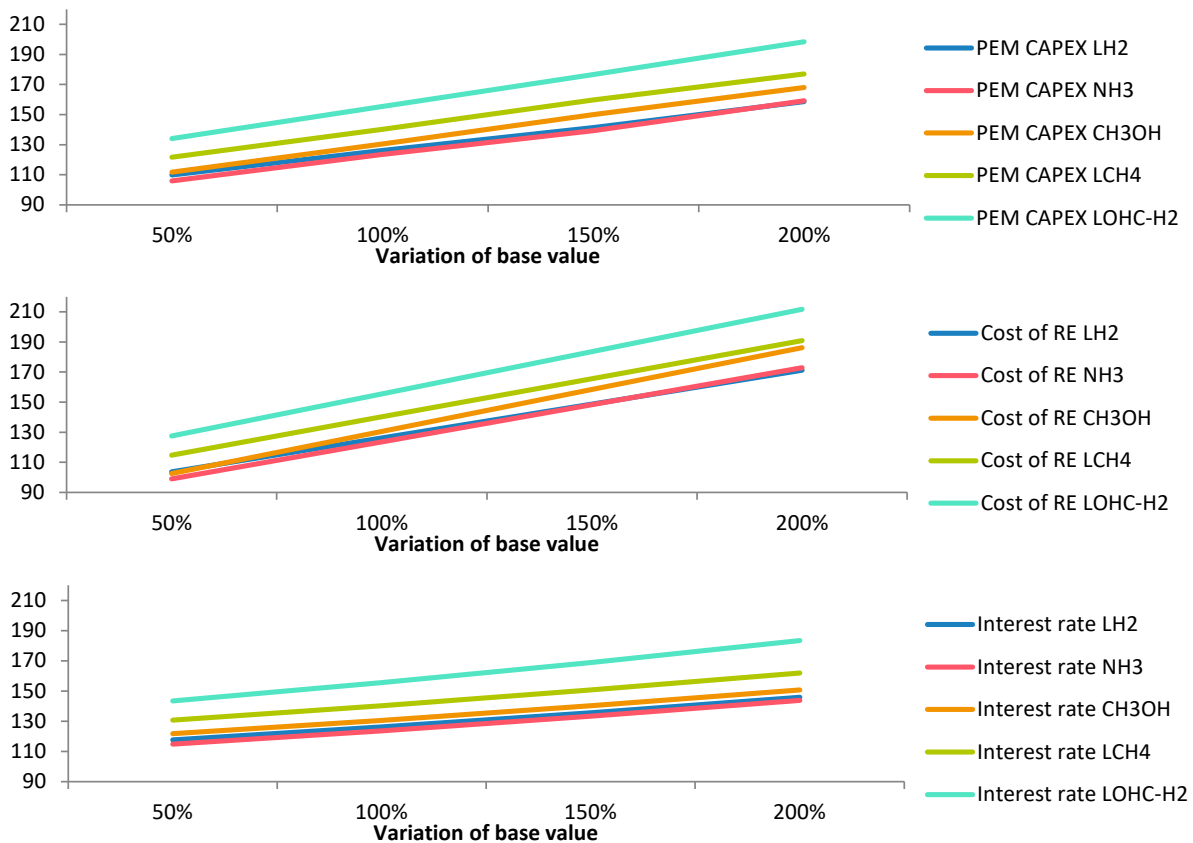 210
190
170
150
130
110
90
50%
100%
150%
200%
Variation of base value
PEM CAPEX LH2
PEM CAPEX NH3
PEM CAPEX CH3OH
PEM CAPEX LCH4
PEM CAPEX LOHC-H2
210
190
170
150
130
110
90
50%
100%
150%
200%
Variation of base value
Cost of RE LH2
Cost of RE NH3
Cost of RE CH3OH
Cost of RE LCH4
Cost of RE LOHC-H2
210
190
170
150
130
110
90
50%
100%
150%
200%
Variation of base value
Interest rate LH2
Interest rate NH3
Interest rate CH3OH
Interest rate LCH4
Interest rate LOHC-H2